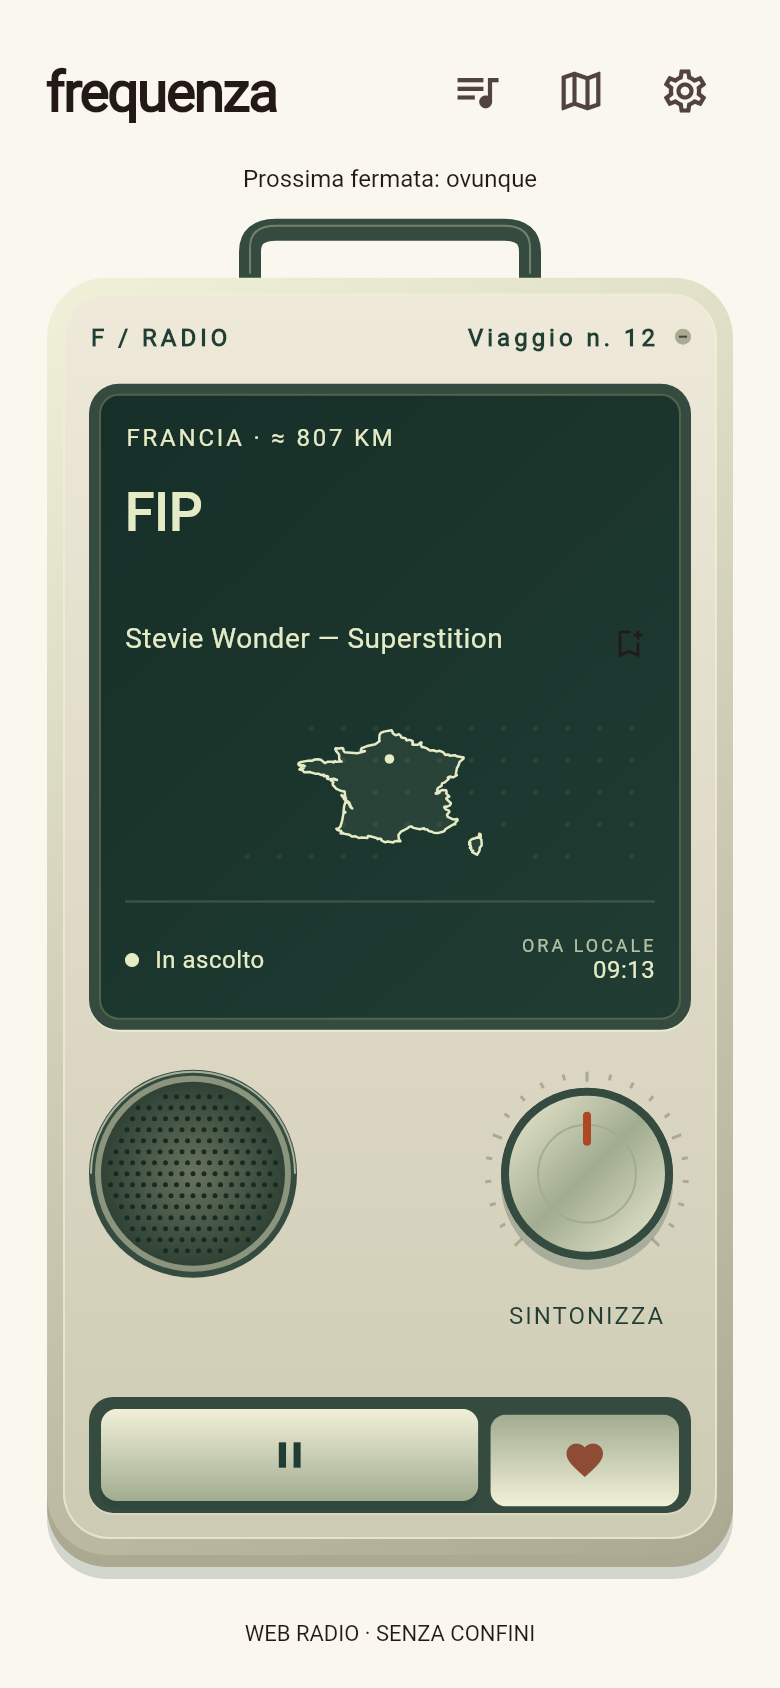 frequenza
Prossima fermata: ovunque
F / RADIO
Viaggio n. 12
FRANCIA · ≈ 807 KM
FIP
Stevie Wonder — Superstition
In ascolto
ORA LOCALE
09:13
SINTONIZZA
WEB RADIO · SENZA CONFINI